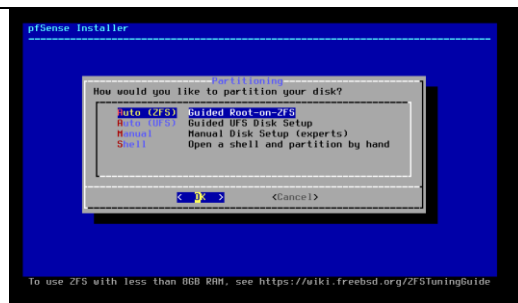 pfSense Installer
Partitioning
How would you like to partition your disk?
Auto (ZFS) Guided Root-on-ZFS
Auto (UFS) Guided UFS Disk Setup
Manual Manual Disk Setup (experts)
Shell Open a shell and partition by hand
< OK > <Cancel>
To use ZFS with less than 8GB RAM, see https://wiki.freebsd.org/ZFSTuningGuide